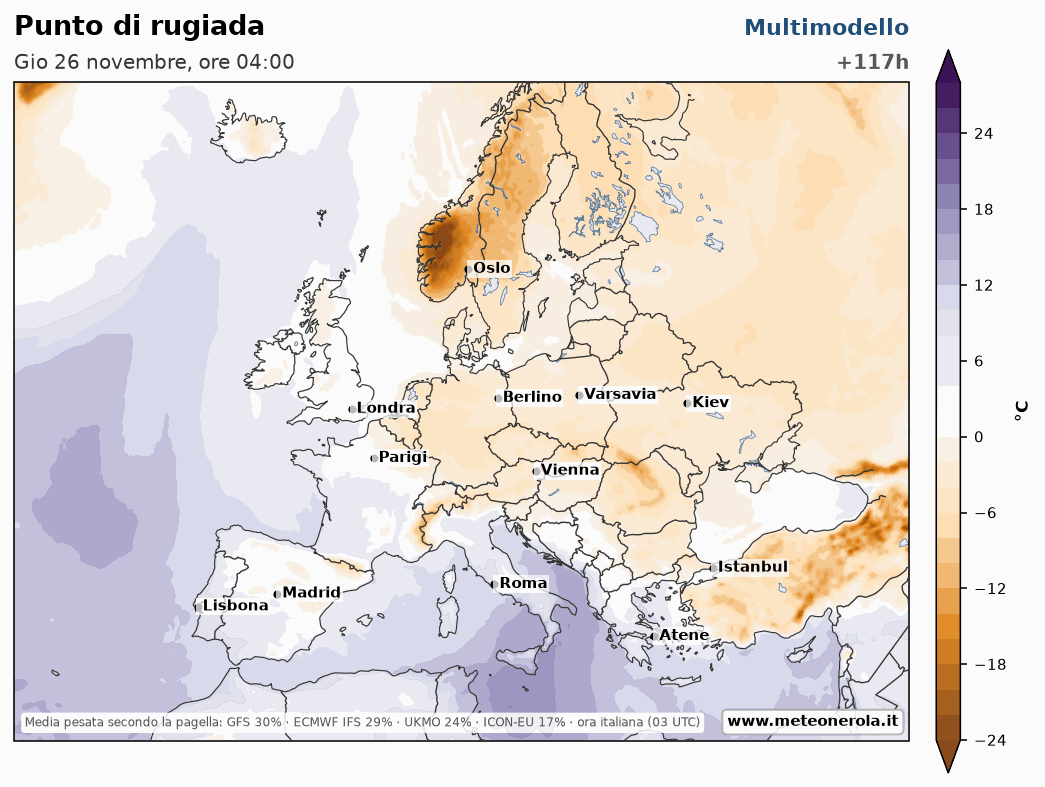 Punto di rugiada
Multimodello
Gio 26 novembre, ore 04:00
+117h
24
18
12
6
0
−6
−12
−18
−24
°C
Oslo
Londra
Berlino
Varsavia
Kiev
Parigi
Vienna
Istanbul
Roma
Madrid
Lisbona
Atene
Media pesata secondo la pagella: GFS 30% · ECMWF IFS 29% · UKMO 24% · ICON-EU 17% · ora italiana (03 UTC)
www.meteonerola.it